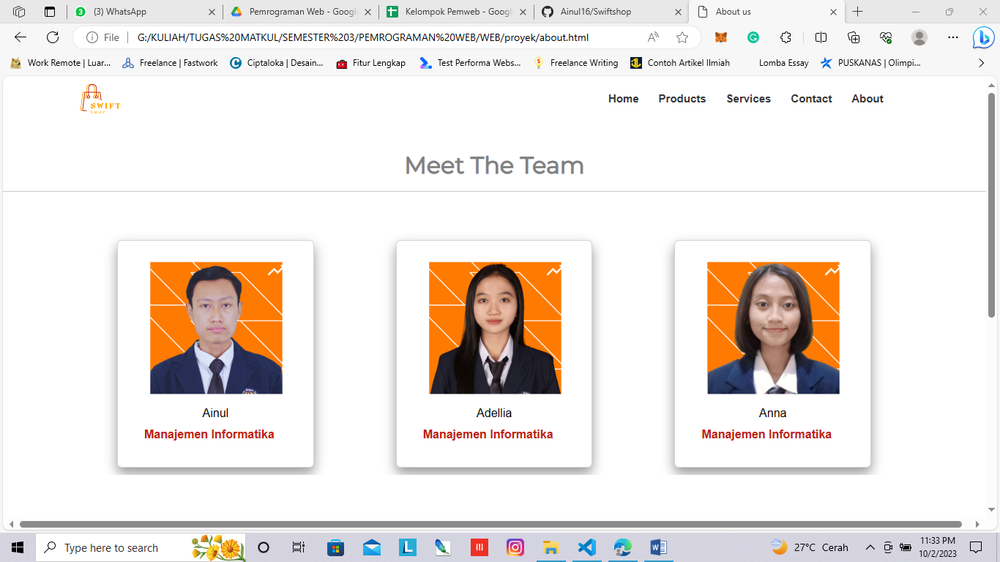 (3) WhatsApp
Pemrograman Web - Googl
Kelompok Pemweb - Googl
Ainul16/Swiftshop
About us
File
G:/KULIAH/TUGAS%20MATKUL/SEMESTER%203/PEMROGRAMAN%20WEB/WEB/proyek/about.html
Work Remote | Luar...
Freelance | Fastwork
Ciptaloka | Desain...
Fitur Lengkap
Test Performa Webs...
Freelance Writing
Contoh Artikel Ilmiah
Lomba Essay
PUSKANAS | Olimpi...
SWIFT
SHOP
Home
Products
Services
Contact
About
Meet The Team
Ainul
Manajemen Informatika
Adellia
Manajemen Informatika
Anna
Manajemen Informatika
Type here to search
27°C Cerah
11:33 PM
10/2/2023